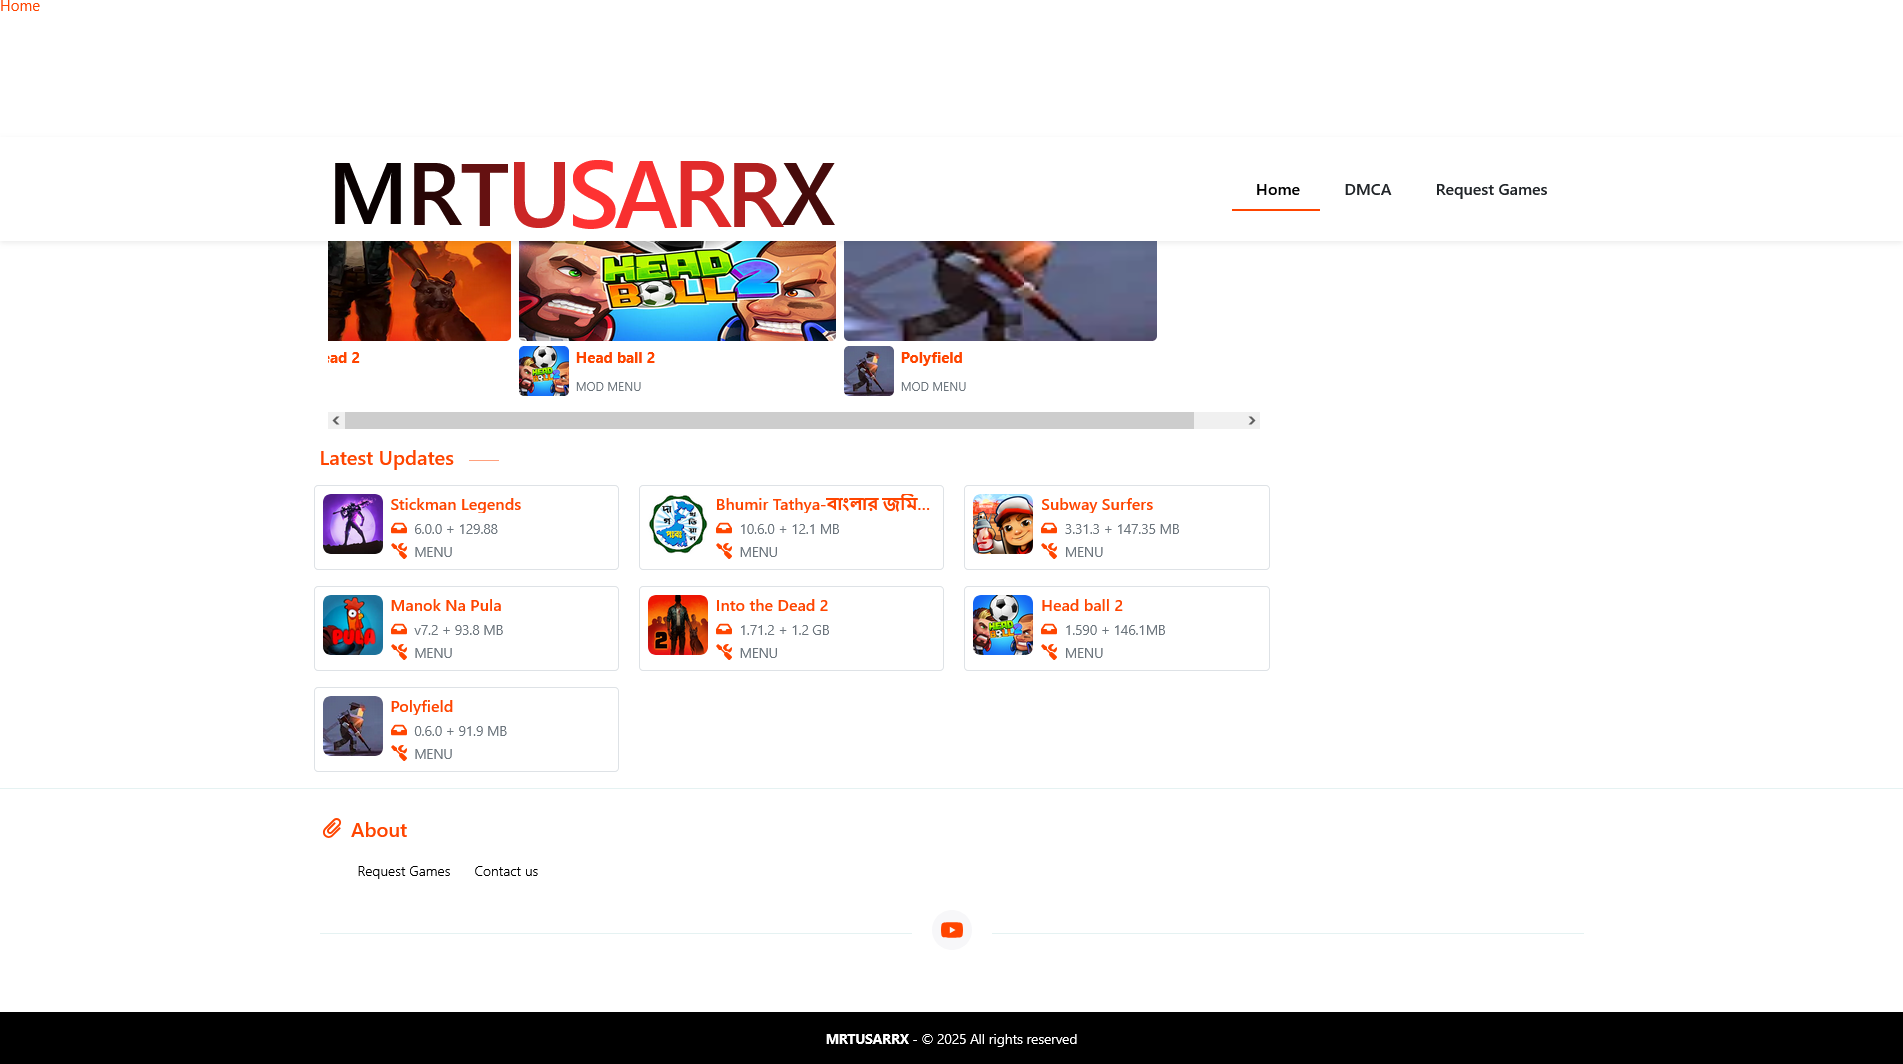 Home
MRTUSARRX
Home
DMCA
Request Games
HEAD
BALL 2
ead 2
Head ball 2
MOD MENU
Polyfield
MOD MENU
Latest Updates
Stickman Legends
6.0.0 + 129.88
MENU
Bhumir Tathya-বাংলার জমি...
10.6.0 + 12.1 MB
MENU
Subway Surfers
3.31.3 + 147.35 MB
MENU
PULA
Manok Na Pula
v7.2 + 93.8 MB
MENU
2
Into the Dead 2
1.71.2 + 1.2 GB
MENU
Head ball 2
1.590 + 146.1MB
MENU
Polyfield
0.6.0 + 91.9 MB
MENU
About
Request Games
Contact us
MRTUSARRX - © 2025 All rights reserved